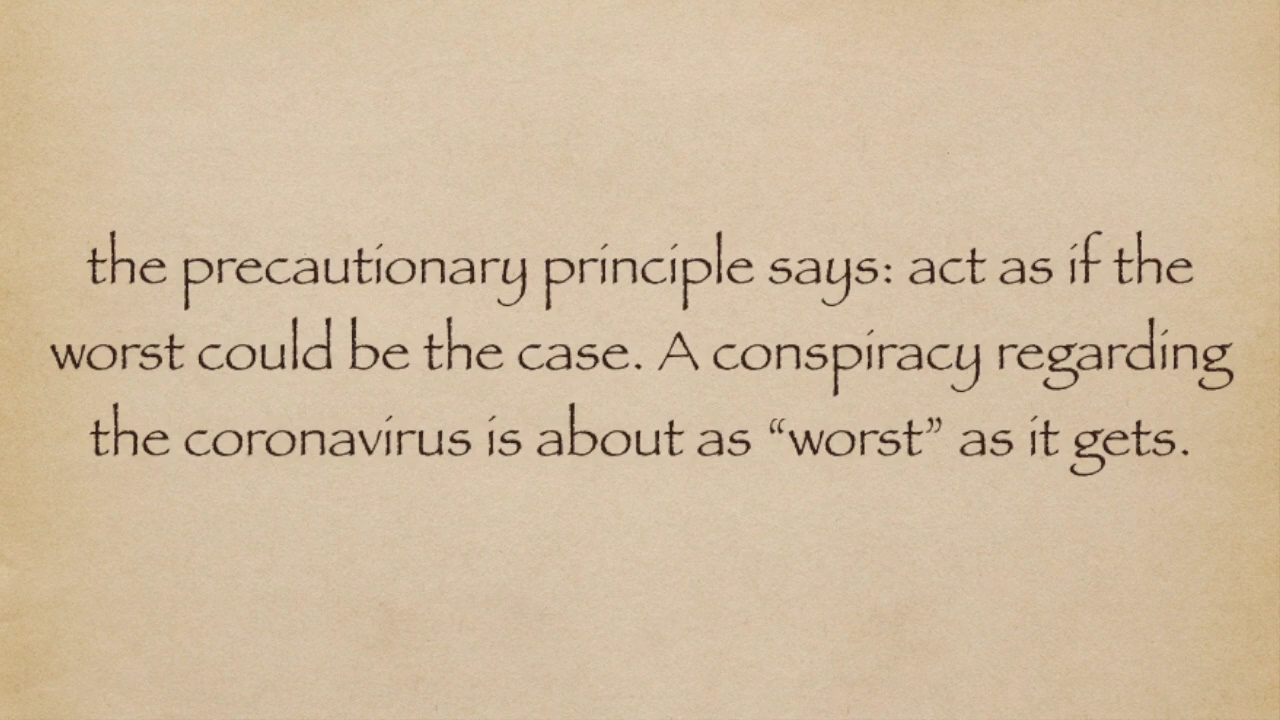 the precautionary principle says: act as if the
worst could be the case. A conspiracy regarding
the coronavirus is about as “worst” as it gets.